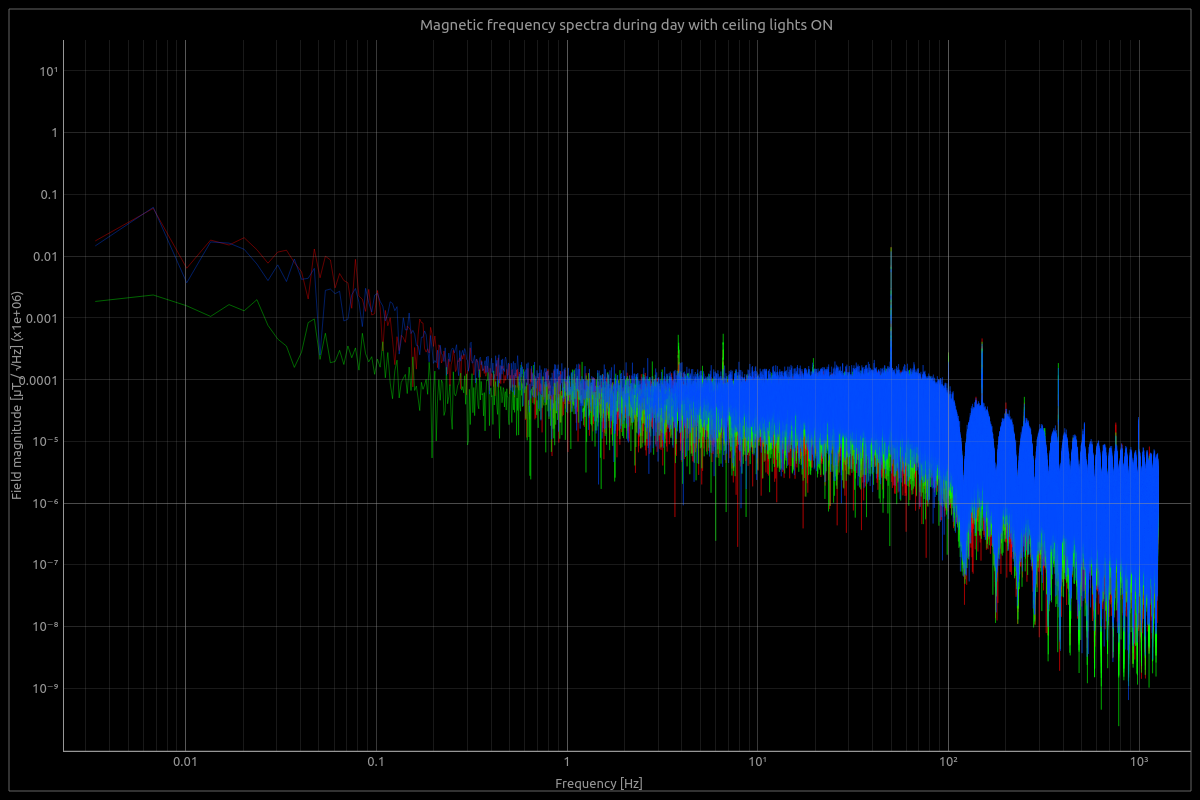 Magnetic frequency spectra during day with ceiling lights ON
10¹
1
0.1
0.01
0.001
0.0001
10⁻⁵
10⁻⁶
10⁻⁷
10⁻⁸
10⁻⁹
Field magnitude [µT / √Hz] (x1e+06)
0.01 0.1 1 10¹ 10² 10³
Frequency [Hz]